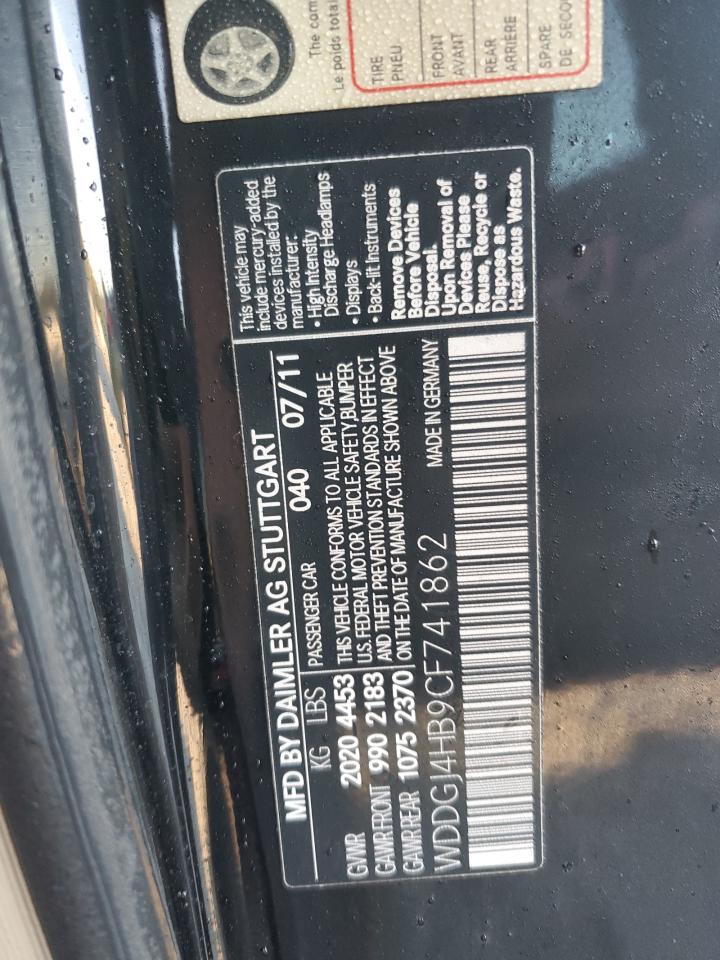 The com
Le poids total
TIRE
PNEU
FRONT
AVANT
REAR
ARRIÈRE
SPARE
DE SECO
MFD BY DAIMLER AG STUTTGART
KG LBS PASSENGER CAR 040 07/11
GVWR 2020 4453
GAWR FRONT 990 2183
GAWR REAR 1075 2370
THIS VEHICLE CONFORMS TO ALL APPLICABLE
U.S. FEDERAL MOTOR VEHICLE SAFETY,BUMPER
AND THEFT PREVENTION STANDARDS IN EFFECT
ON THE DATE OF MANUFACTURE SHOWN ABOVE
WDDGJ4HB9CF741862
MADE IN GERMANY
This vehicle may
include mercury-added
devices installed by the
manufacturer:
• High Intensity
Discharge Headlamps
• Displays
• Back-lit Instruments
Remove Devices
Before Vehicle
Disposal.
Upon Removal of
Devices Please
Reuse, Recycle or
Dispose as
Hazardous Waste.